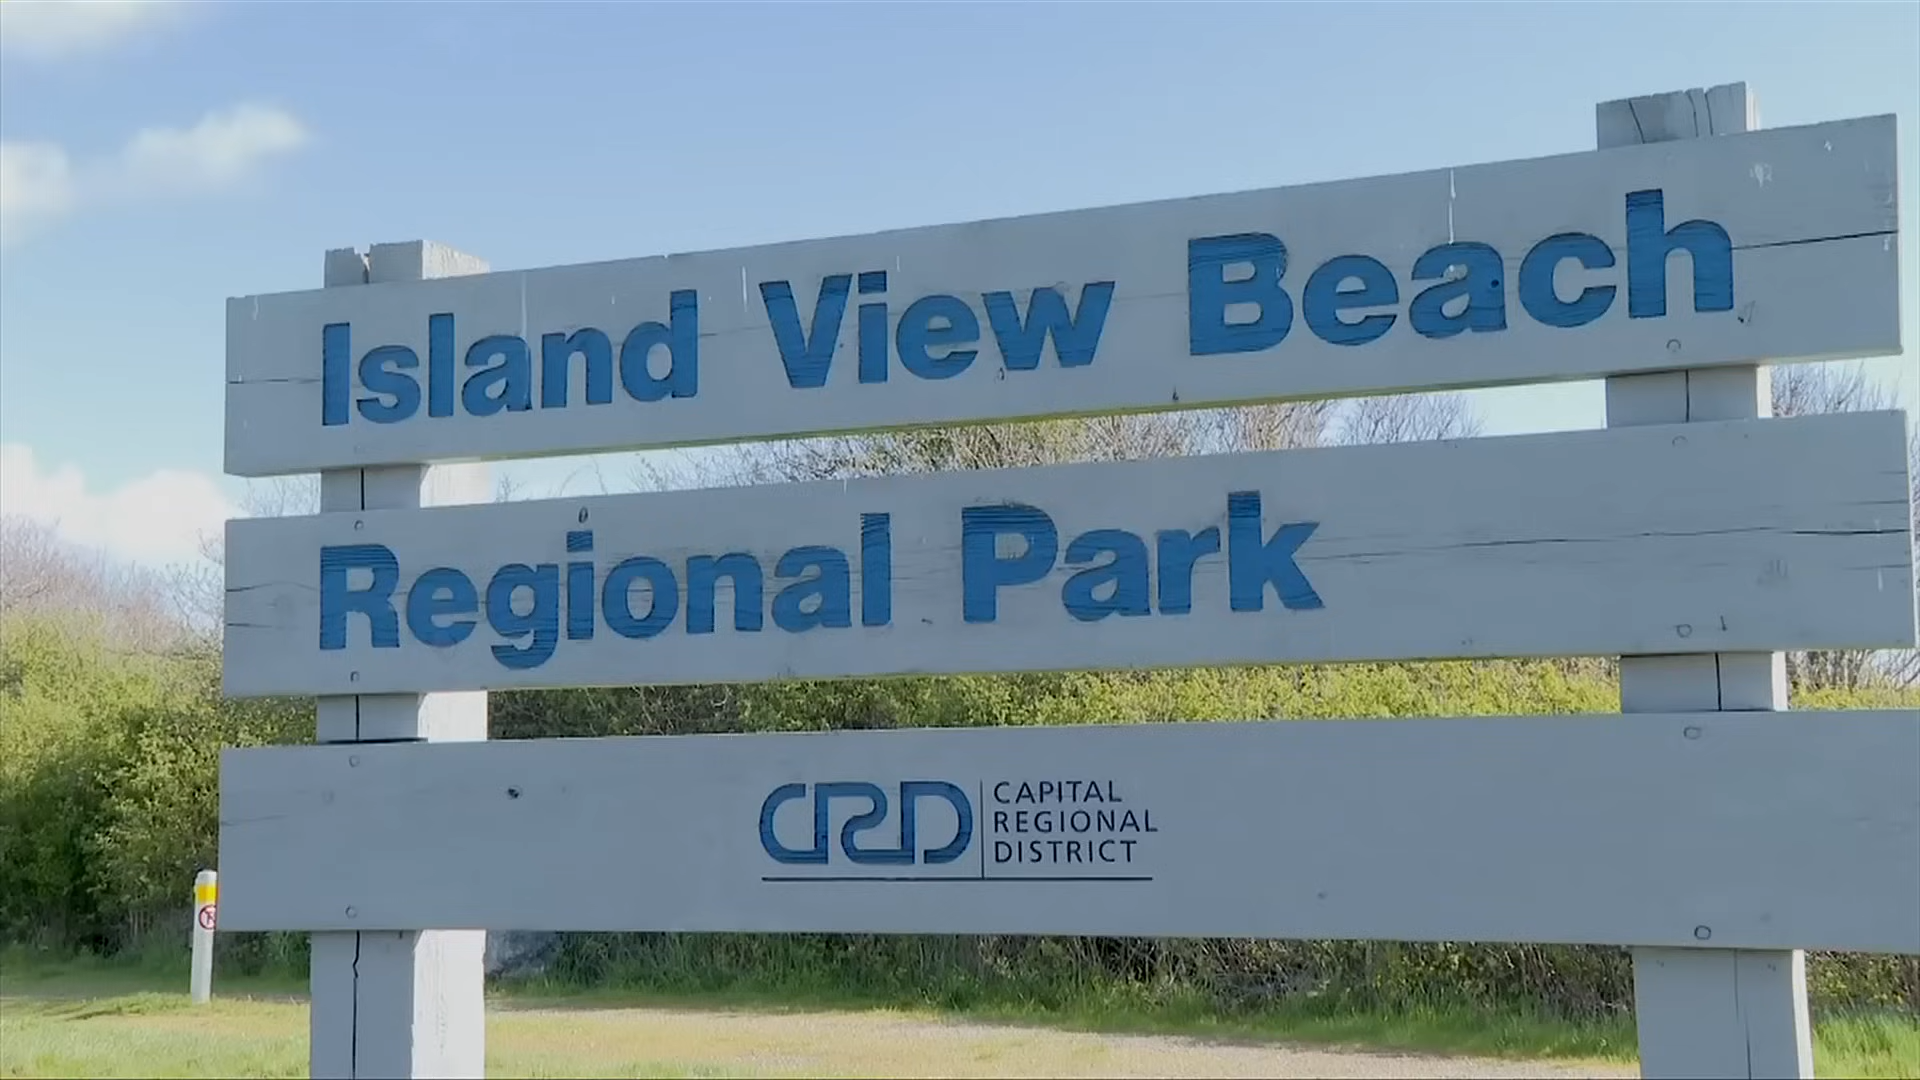 Island View Beach
Regional Park
CRD
CAPITAL
REGIONAL
DISTRICT